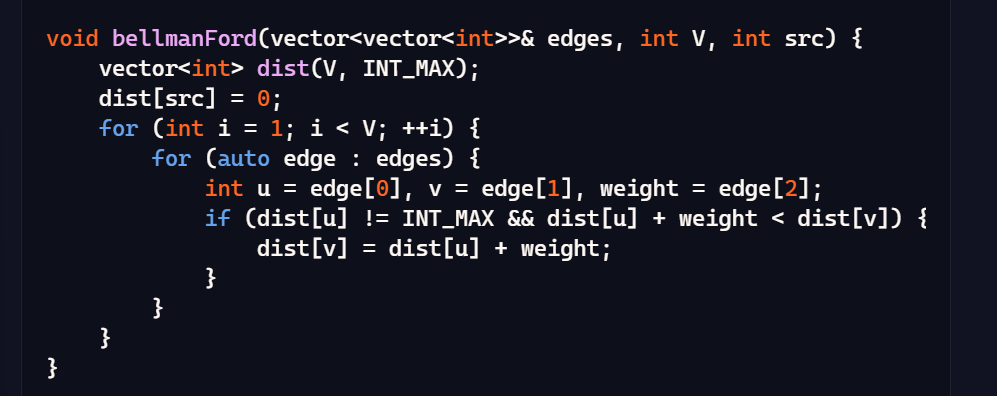 void bellmanFord(vector<vector<int>>& edges, int V, int src) {
    vector<int> dist(V, INT_MAX);
    dist[src] = 0;
    for (int i = 1; i < V; ++i) {
        for (auto edge : edges) {
            int u = edge[0], v = edge[1], weight = edge[2];
            if (dist[u] != INT_MAX && dist[u] + weight < dist[v]) {
                dist[v] = dist[u] + weight;
            }
        }
    }
}